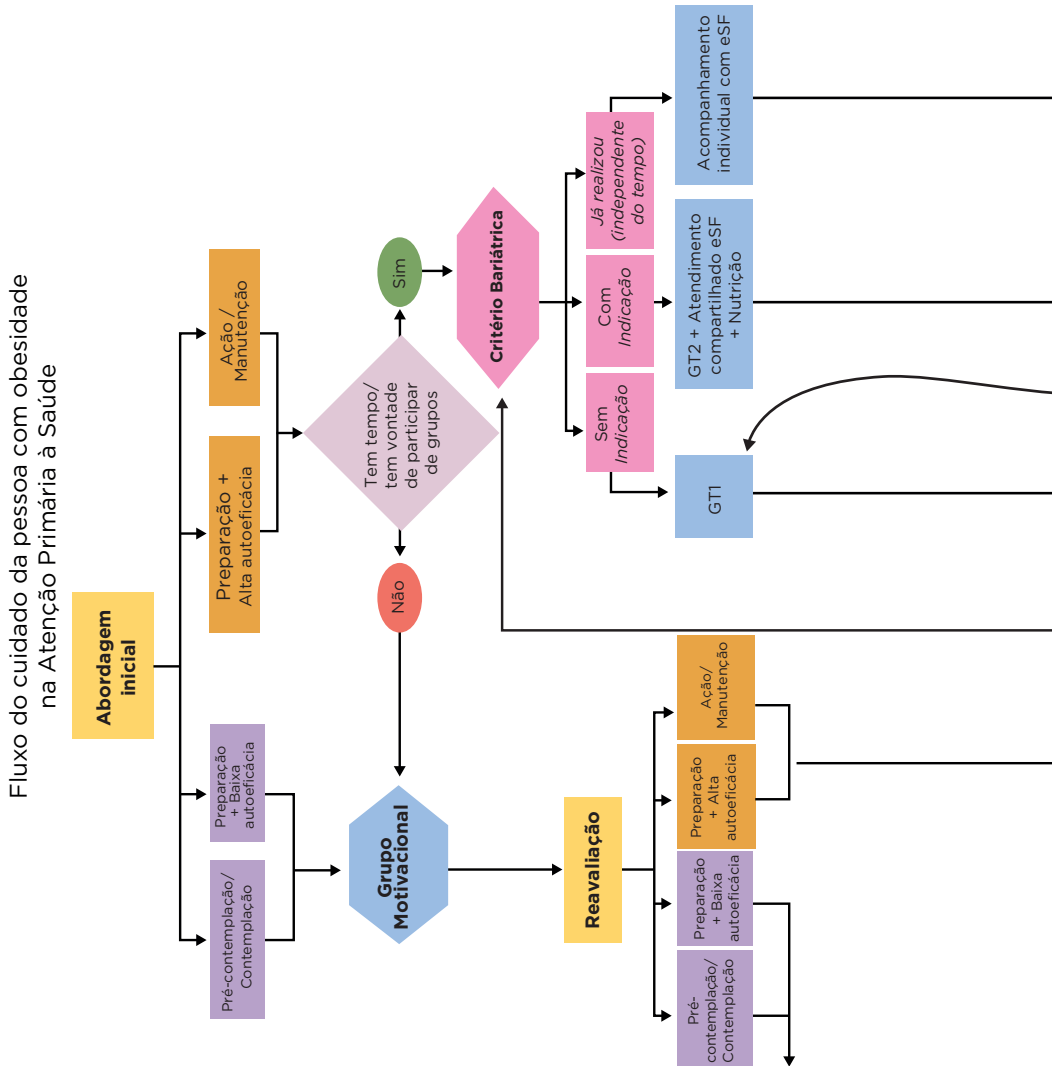 Fluxo do cuidado da pessoa com obesidade
na Atenção Primária à Saúde
Abordagem
inicial
Pré-contemplação/
Contemplação
Preparação
+ Baixa
autoeficácia
Preparação +
Alta autoeficácia
Ação /
Manutenção
Tem tempo/
tem vontade
de participar
de grupos
Não
Sim
Grupo
Motivacional
Critério Bariátrica
Sem
Indicação
Com
Indicação
Já realizou
(independente
do tempo)
Reavaliação
Pré-
contemplação/
Contemplação
Preparação
+ Baixa
autoeficácia
Preparação
+ Alta
autoeficácia
Ação/
Manutenção
GT1
GT2 + Atendimento
compartilhado eSF
+ Nutrição
Acompanhamento
individual com eSF